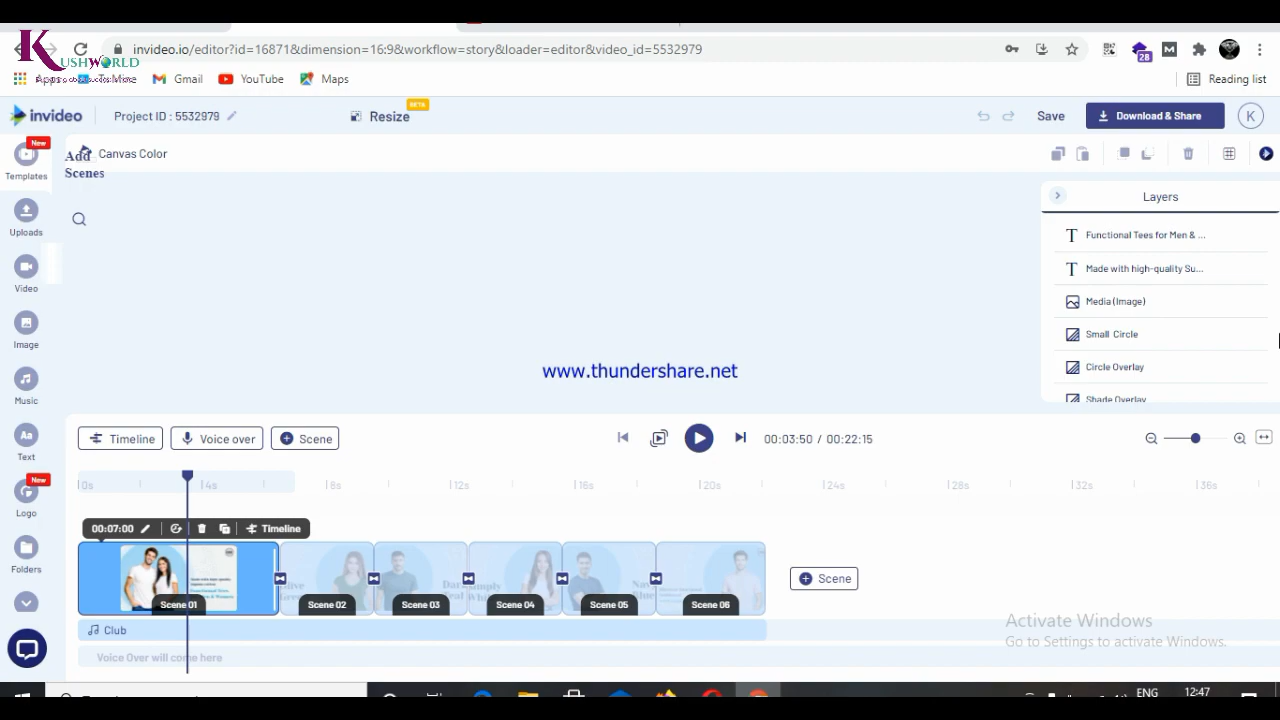 KUSHWORLD
invideo.io/editor?id=16871&dimension=16:9&workflow=story&loader=editor&video_id=5532979
28
M
Apps
Gmail
YouTube
Maps
Reading list
invideo
Project ID : 5532979
Resize
BETA
Save
Download & Share
K
New
Templates
Add
Scenes
Canvas Color
Layers
Uploads
T Functional Tees for Men & ...
Video
T Made with high-quality Su...
Media (Image)
Image
Small Circle
Circle Overlay
www.thundershare.net
Music
Shade Overlay
Aa
Text
Timeline
Voice over
Scene
00:03:50 / 00:22:15
New
Logo
0s
4s
8s
12s
16s
20s
24s
28s
32s
36s
00:07:00
Timeline
Folders
Scene 01
Scene 02
Scene 03
Scene 04
Scene 05
Scene 06
Scene
Club
Voice Over will come here
Activate Windows
Go to Settings to activate Windows.
ENG
12:47